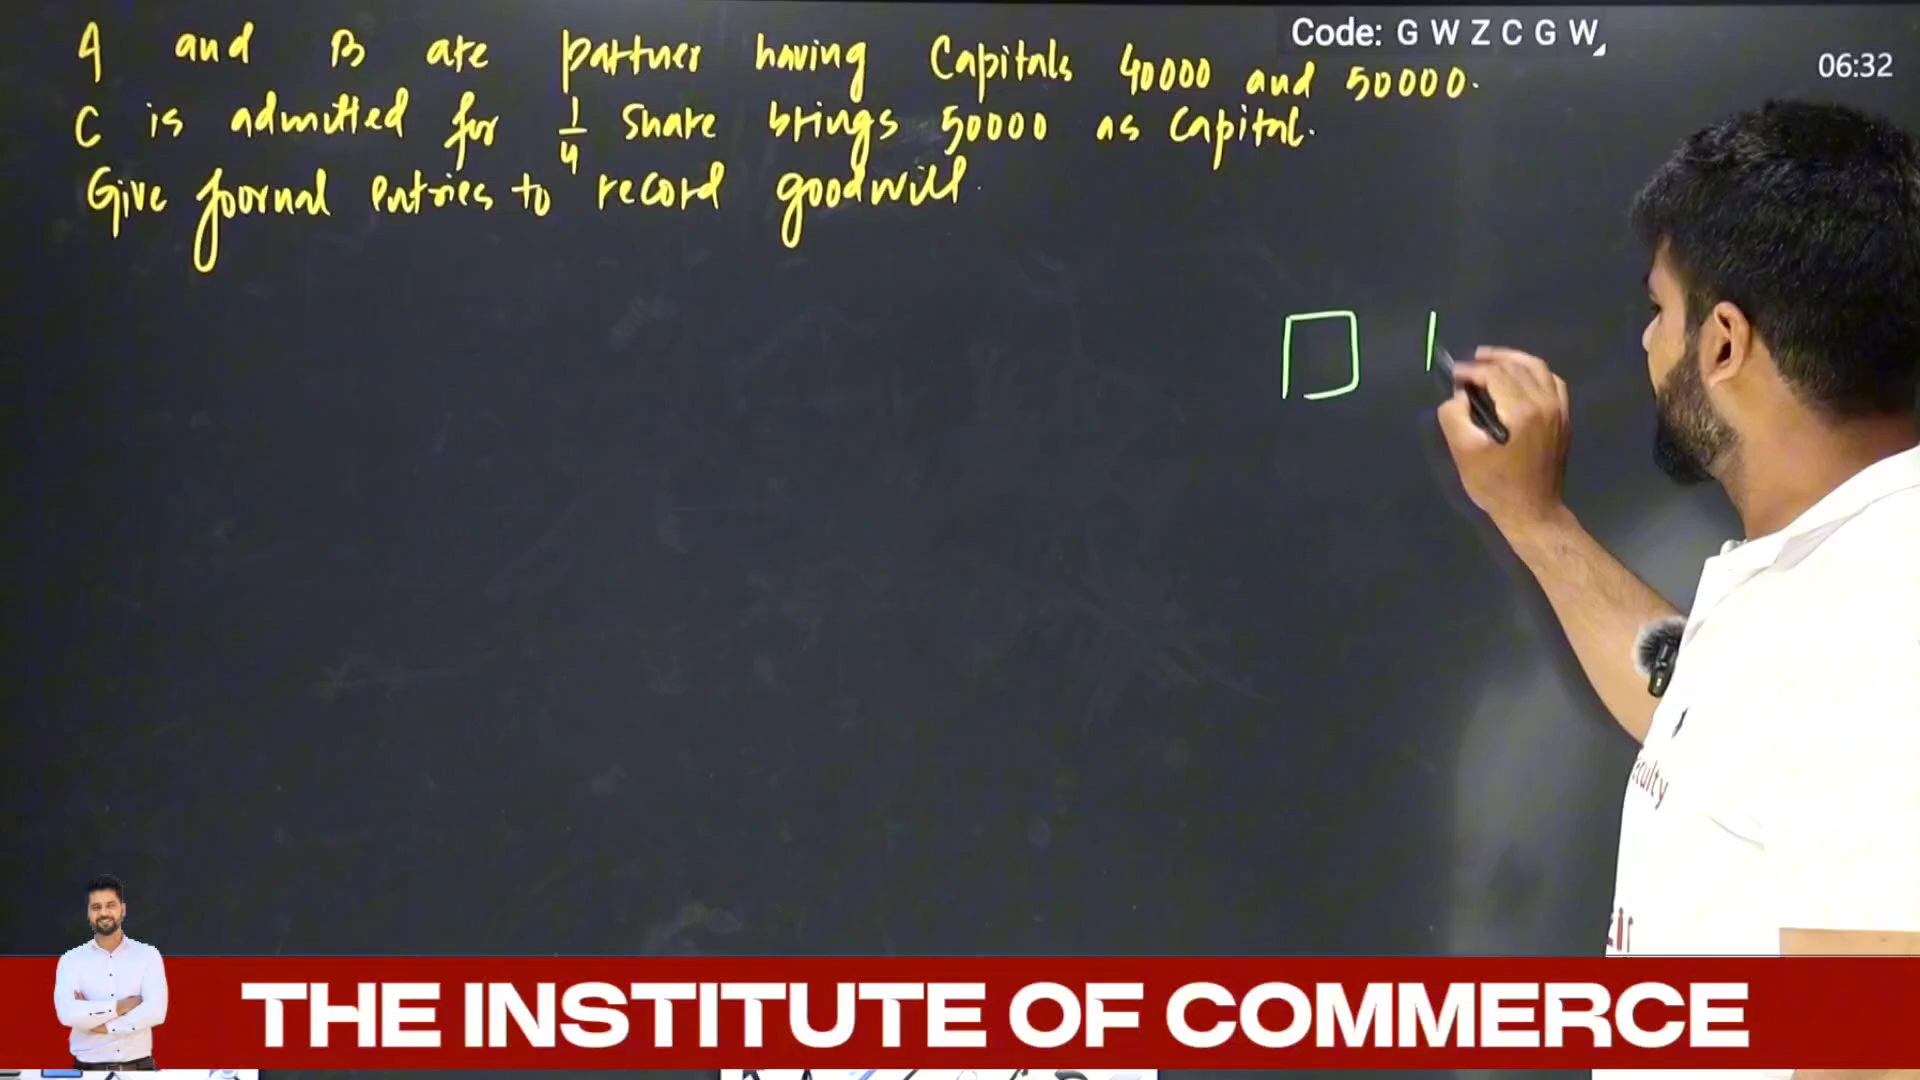 A and B are partner having Capitals 40000 and 50000.
C is admitted for 1/4 share brings 50000 as Capital.
Give journal entries to record goodwill.
Code: G W Z C G W
06:32
THE INSTITUTE OF COMMERCE